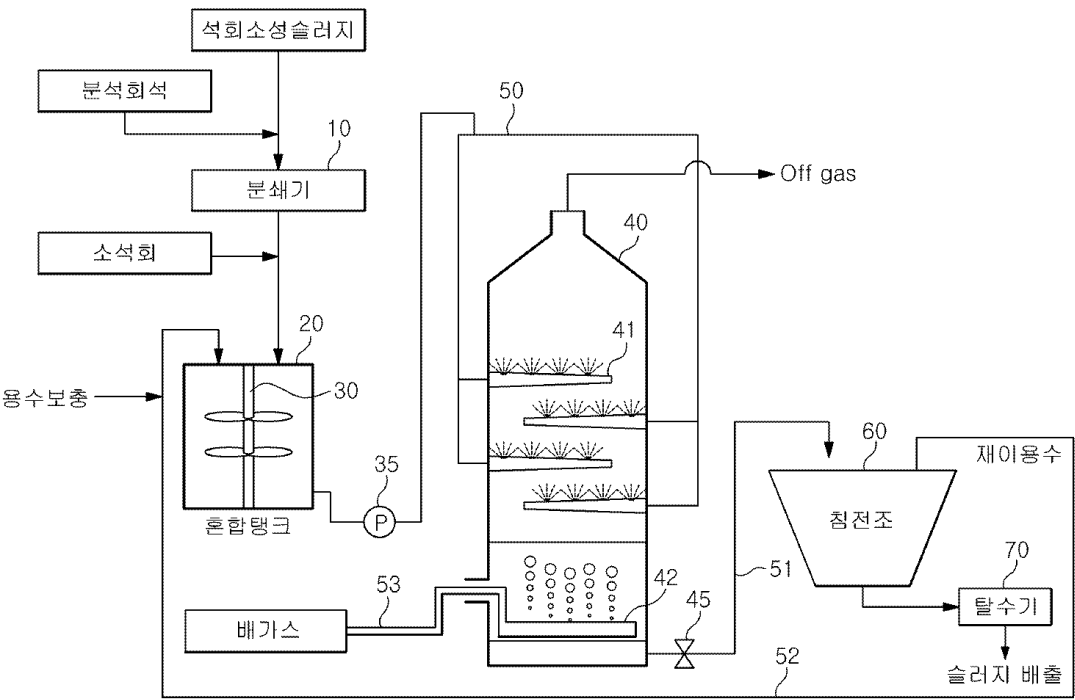 석회소성슬러지
분석회석
50
10
분쇄기
Off gas
40
소석회
20
41
30
용수보충
60
재이용수
35
P
침전조
혼합탱크
51
70
53
42
45
탈수기
배가스
52
슬러지 배출